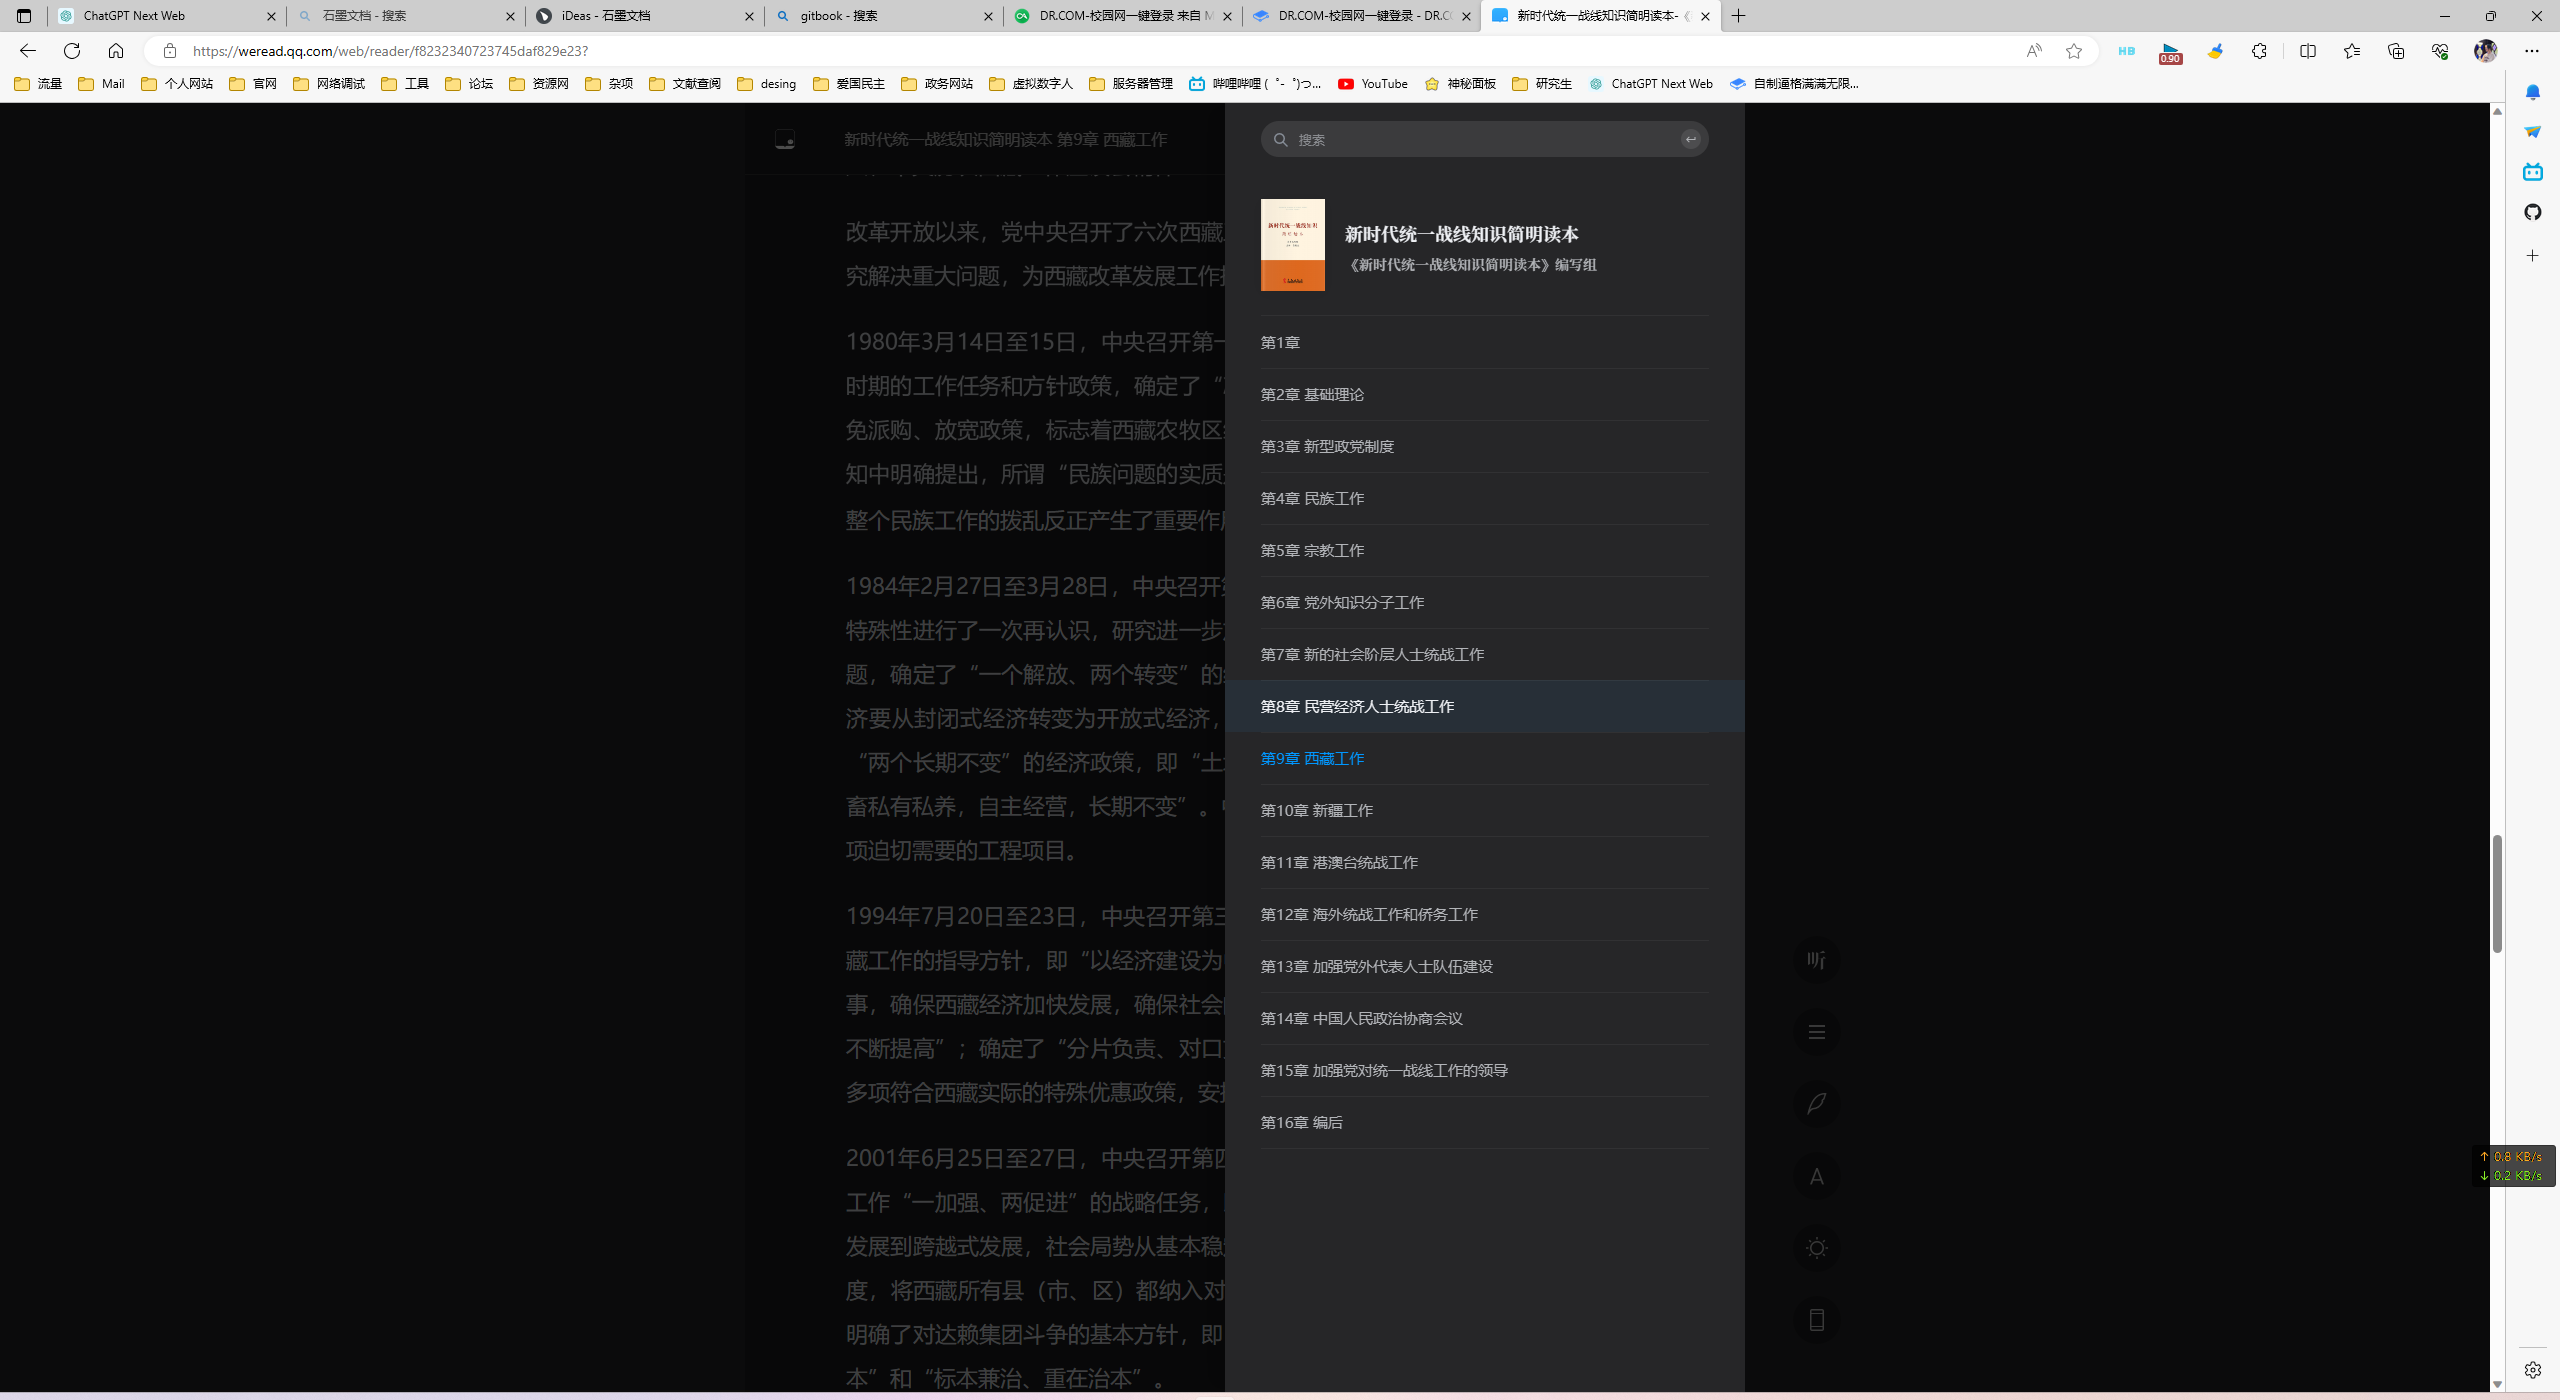 ChatGPT Next Web
石墨文档 - 搜索
iDeas - 石墨文档
gitbook - 搜索
DR.COM-校园网一键登录 来自 M
DR.COM-校园网一键登录 - DR.CO
新时代统一战线知识简明读本-《
https://weread.qq.com/web/reader/f8232340723745daf829e23?
HB
0.90
流量
Mail
个人网站
官网
网络调试
工具
论坛
资源网
杂项
文献查阅
desing
爱国民主
政务网站
虚拟数字人
服务器管理
哔哩哔哩 ( ゜- ゜)つ...
YouTube
神秘面板
研究生
ChatGPT Next Web
自制逼格满满无限...
新时代统一战线知识简明读本 第9章 西藏工作
改革开放以来，党中央召开了六次西藏
究解决重大问题，为西藏改革发展工作
1980年3月14日至15日，中央召开第一
时期的工作任务和方针政策，确定了“
免派购、放宽政策，标志着西藏农牧区
知中明确提出，所谓“民族问题的实质
整个民族工作的拨乱反正产生了重要作
1984年2月27日至3月28日，中央召开
特殊性进行了一次再认识，研究进一步
题，确定了“一个解放、两个转变”的
济要从封闭式经济转变为开放式经济，
“两个长期不变”的经济政策，即“土
畜私有私养，自主经营，长期不变”。
项迫切需要的工程项目。
1994年7月20日至23日，中央召开第三
藏工作的指导方针，即“以经济建设为
事，确保西藏经济加快发展，确保社会
不断提高”；确定了“分片负责、对口
多项符合西藏实际的特殊优惠政策，安
2001年6月25日至27日，中央召开第四
工作“一加强、两促进”的战略任务，
发展到跨越式发展，社会局势从基本稳
度，将西藏所有县（市、区）都纳入对
明确了对达赖集团斗争的基本方针，即
本”和“标本兼治、重在治本”。
搜索
新时代统一战线知识简明读本
《新时代统一战线知识简明读本》编写组
第1章
第2章 基础理论
第3章 新型政党制度
第4章 民族工作
第5章 宗教工作
第6章 党外知识分子工作
第7章 新的社会阶层人士统战工作
第8章 民营经济人士统战工作
第9章 西藏工作
第10章 新疆工作
第11章 港澳台统战工作
第12章 海外统战工作和侨务工作
第13章 加强党外代表人士队伍建设
第14章 中国人民政治协商会议
第15章 加强党对统一战线工作的领导
第16章 编后
听
A
↑ 0.8 KB/s
↓ 0.2 KB/s